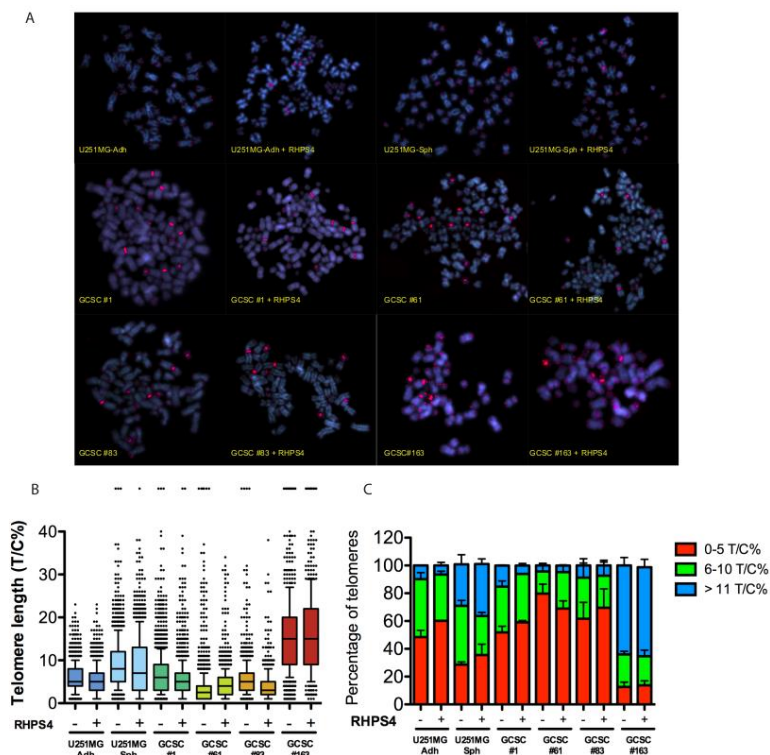 A
U251MG-Adh
U251MG-Adh + RHPS4
U251MG-Sph
U251MG-Sph + RHPS4
GCSC #1
GCSC #1 + RHPS4
GCSC #61
GCSC #61 + RHPS4
GCSC #83
GCSC #83 + RHPS4
GCSC#163
GCSC #163 + RHPS4
B
Telomere length (T/C%)
40
30
20
10
0
RHPS4
- + - + - + - + - + - +
U251MG Adh
U251MG Sph
GCSC #1
GCSC #61
GCSC #83
GCSC #163
C
Percentage of telomeres
120
100
80
60
40
20
0
RHPS4
- + - + - + - + - + - +
U251MG Adh
U251MG Sph
GCSC #1
GCSC #61
GCSC #83
GCSC #163
0-5 T/C%
6-10 T/C%
> 11 T/C%